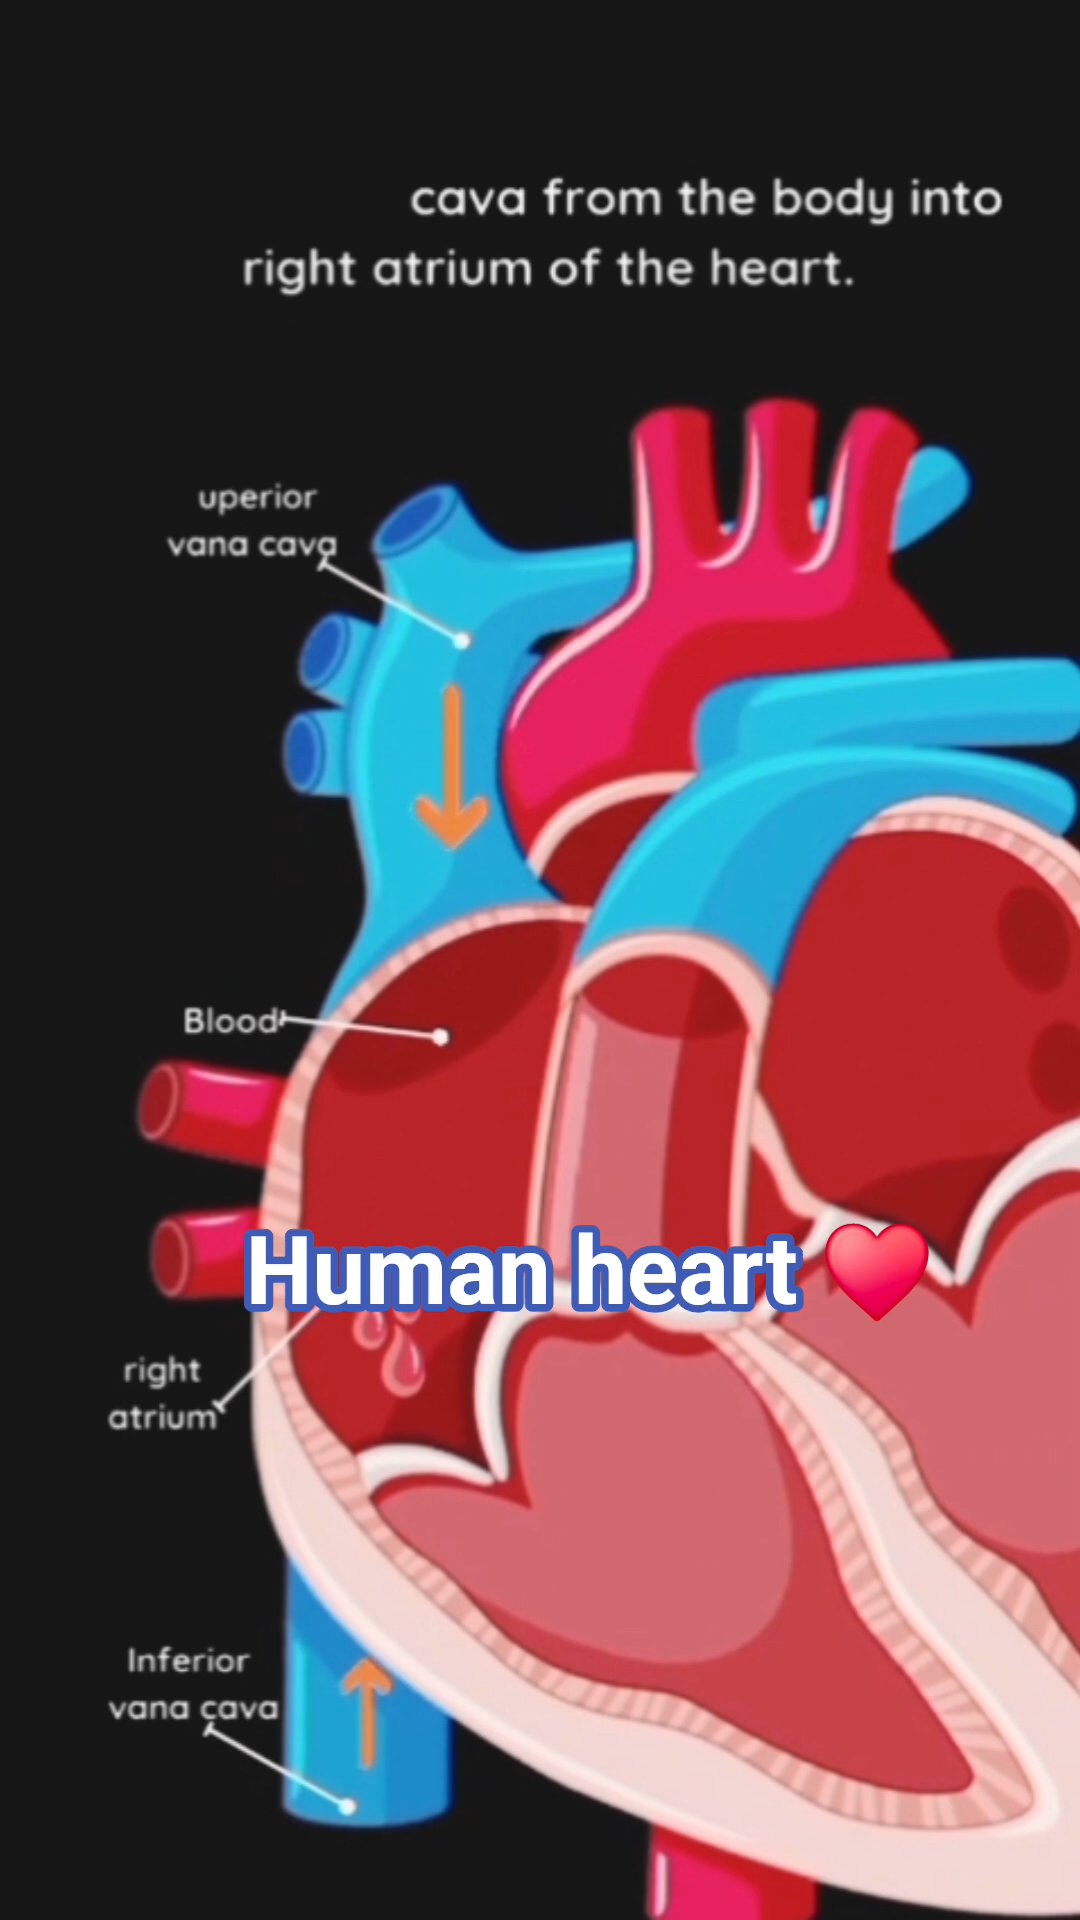 cava from the body into
right atrium of the heart.
uperior
vana cava
Blood
Human heart ♥️
right
atrium
Inferior
vana cava